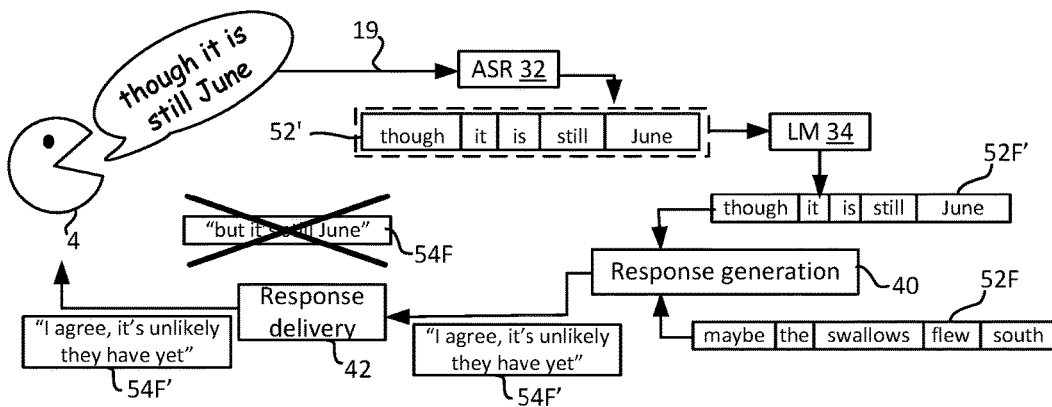 though it is
still June
19
ASR 32
52'
though it is still June
LM 34
52F'
though it is still June
4
"but it's still June"
54F
Response generation
40
52F
maybe the swallows flew south
Response
delivery
42
"I agree, it's unlikely
they have yet"
54F'
"I agree, it's unlikely
they have yet"
54F'